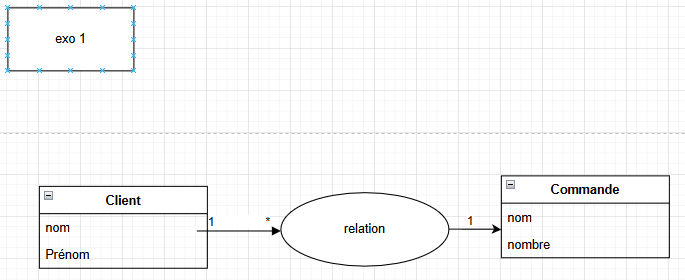 exo 1
Client
nom
Prénom
1
*
relation
1
Commande
nom
nombre